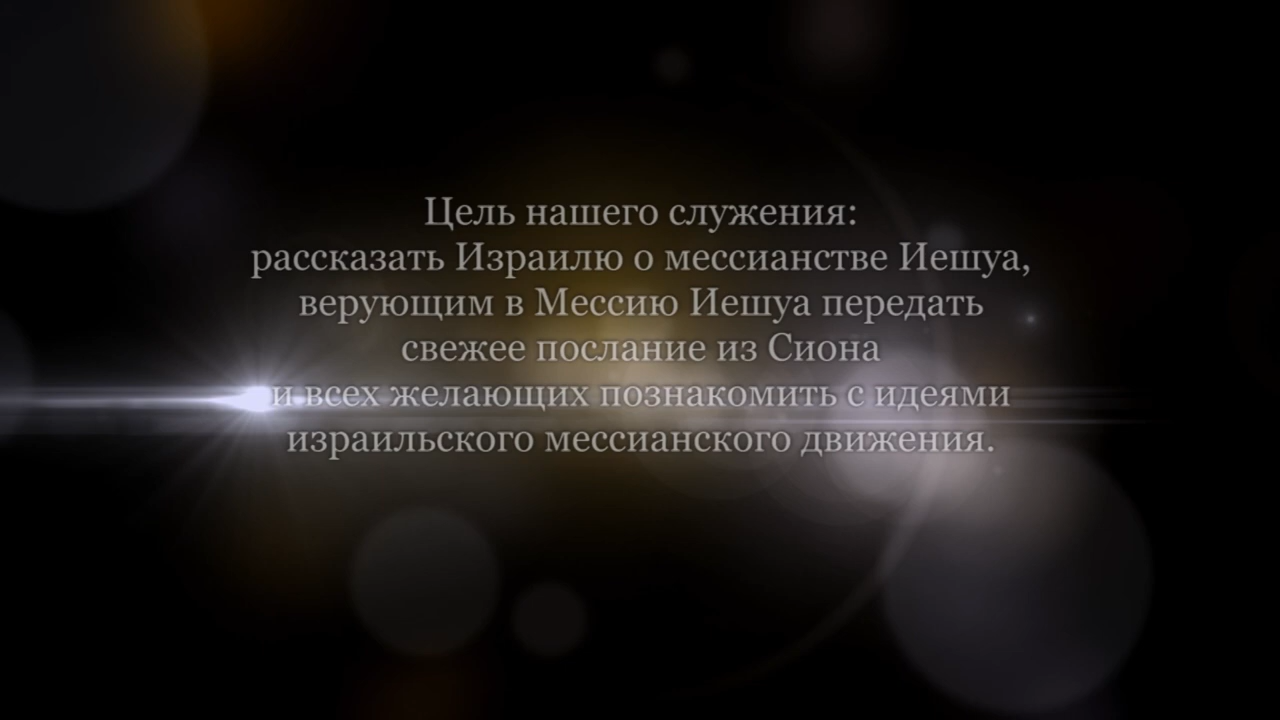 Цель нашего служения:
рассказать Израилю о мессианстве Иешуа,
верующим в Мессию Иешуа передать
свежее послание из Сиона
и всех желающих познакомить с идеями
израильского мессианского движения.